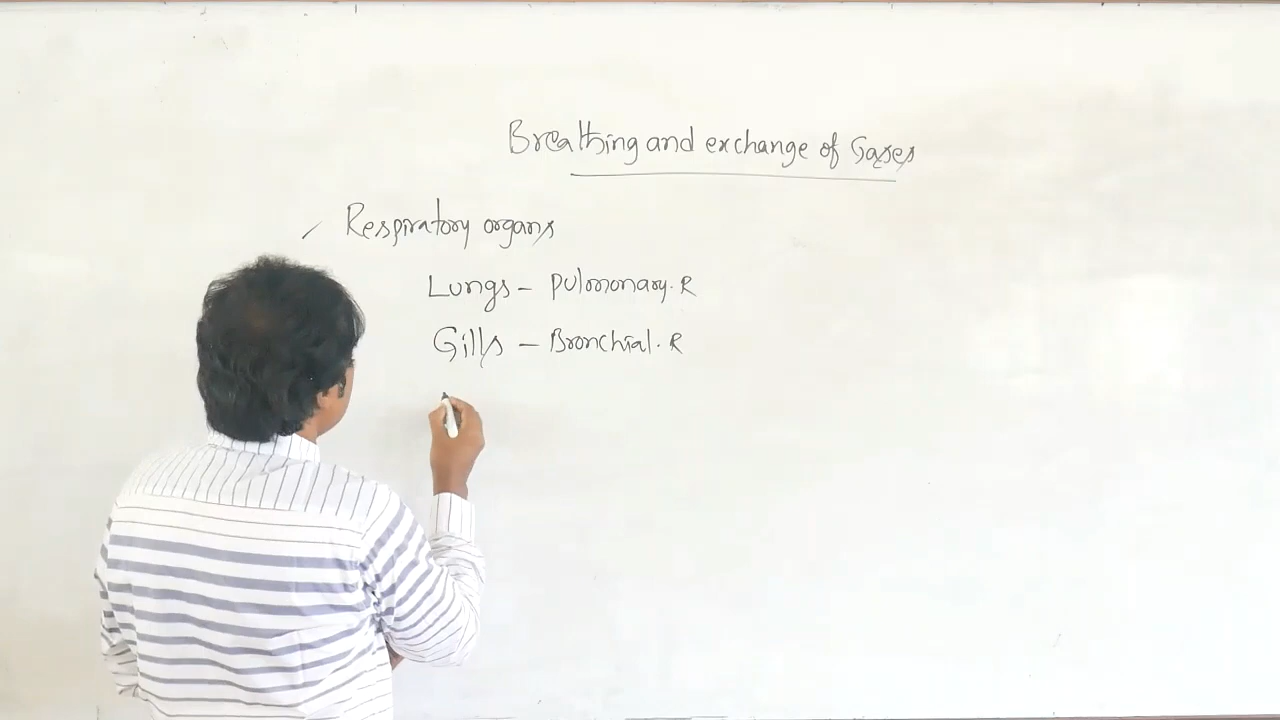 Breathing and exchange of Gases
Respiratory organs
Lungs - Pulmonary. R
Gills - Bronchial. R